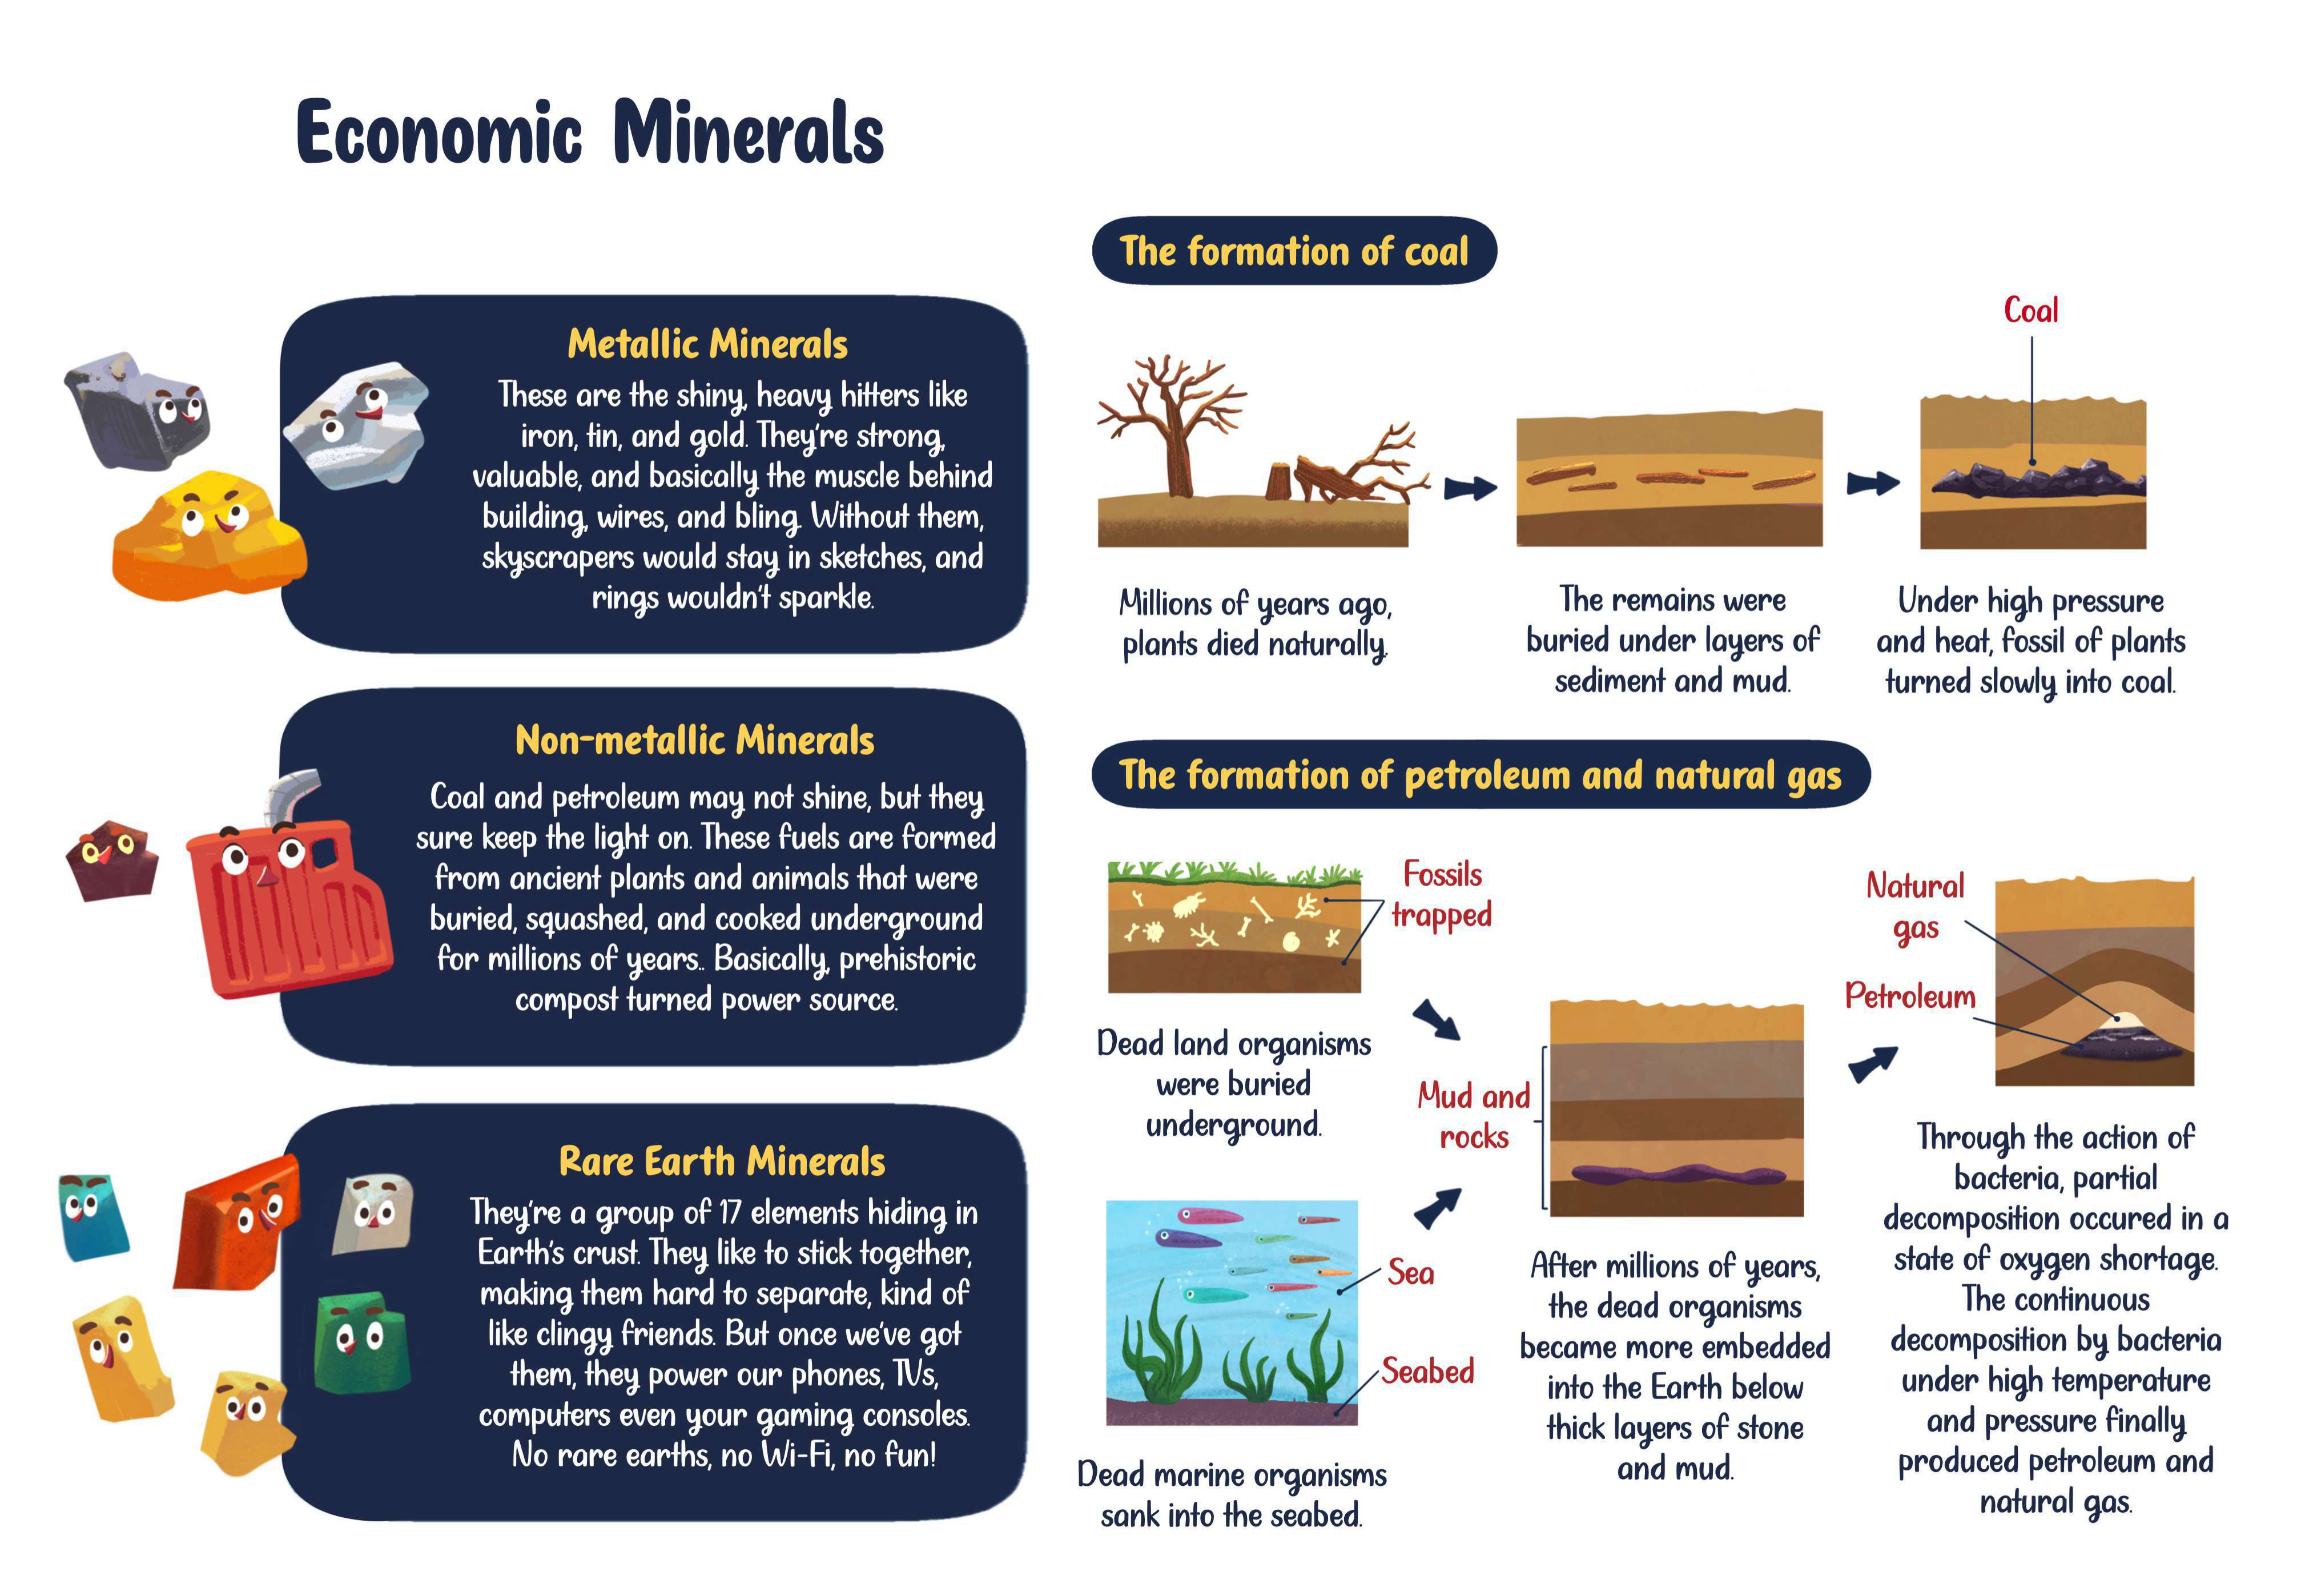 Economic Minerals
Metallic Minerals
These are the shiny, heavy hitters like
iron, tin, and gold. They're strong,
valuable, and basically the muscle behind
building, wires, and bling. Without them,
skyscrapers would stay in sketches, and
rings wouldn't sparkle.
Non-metallic Minerals
Coal and petroleum may not shine, but they
sure keep the light on. These fuels are formed
from ancient plants and animals that were
buried, squashed, and cooked underground
for millions of years.. Basically, prehistoric
compost turned power source.
Rare Earth Minerals
They're a group of 17 elements hiding in
Earth's crust. They like to stick together,
making them hard to separate, kind of
like clingy friends. But once we've got
them, they power our phones, TVs,
computers even your gaming consoles.
No rare earths, no Wi-Fi, no fun!
The formation of coal
Millions of years ago,
plants died naturally.
The remains were
buried under layers of
sediment and mud.
Coal
Under high pressure
and heat, fossil of plants
turned slowly into coal.
The formation of petroleum and natural gas
Fossils
trapped
Dead land organisms
were buried
underground.
Sea
Seabed
Dead marine organisms
sank into the seabed.
Mud and
rocks
After millions of years,
the dead organisms
became more embedded
into the Earth below
thick layers of stone
and mud.
Natural
gas
Petroleum
Through the action of
bacteria, partial
decomposition occured in a
state of oxygen shortage.
The continuous
decomposition by bacteria
under high temperature
and pressure finally
produced petroleum and
natural gas.